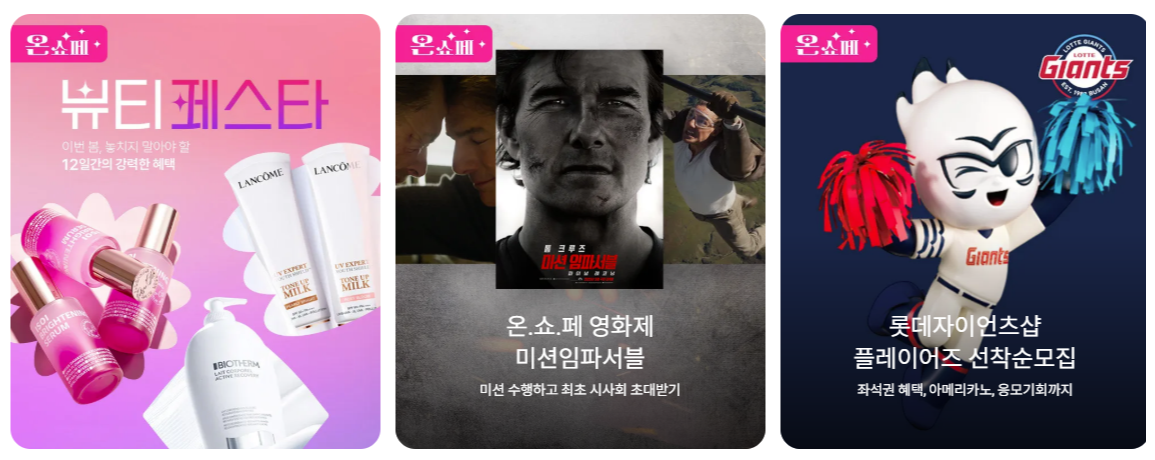 온쇼페
뷰티 페스타
이번 봄, 놓치지 말아야 할
12일간의 강력한 혜택
LANCÔME
LANCÔME
UV EXPERT
TONE UP
MILK
UV EXPERT
TONE UP
MILK
BRIGHTENING
SERUM
BIOTHERM
온쇼페
톰 크루즈
미션 임파서블
온.쇼.페 영화제
미션임파서블
미션 수행하고 최초 시사회 초대받기
온쇼페
LOTTE GIANTS
LOTTE
Giants
EST. 1982 BUSAN
Giants
롯데자이언츠샵
플레이어즈 선착순모집
좌석권 혜택, 아메리카노, 응모기회까지